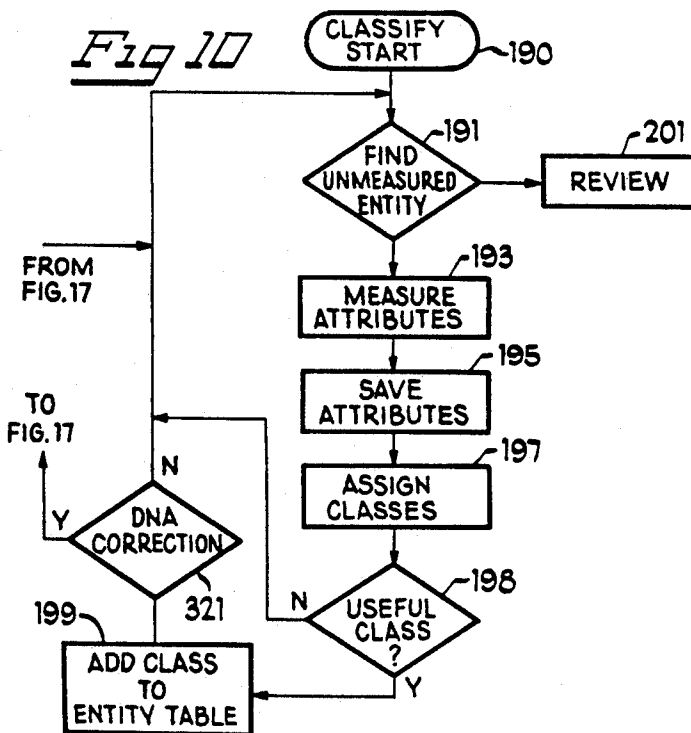 Fig 10
CLASSIFY
START
190
191
FIND
UNMEASURED
ENTITY
201
REVIEW
FROM
FIG.17
193
MEASURE
ATTRIBUTES
195
SAVE
ATTRIBUTES
TO
FIG.17
197
ASSIGN
CLASSES
N
Y
DNA
CORRECTION
321
198
N
USEFUL
CLASS
?
Y
199
ADD CLASS
TO
ENTITY TABLE